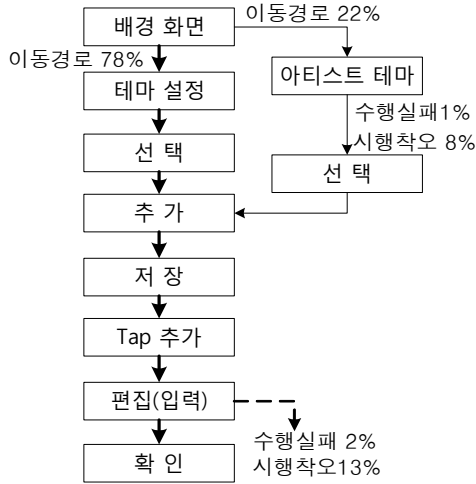 배경 화면
이동경로 22%
이동경로 78%
아티스트 테마
테마 설정
수행실패1%
시행착오 8%
선 택
선 택
추 가
저 장
Tap 추가
편집(입력)
수행실패 2%
시행착오13%
확 인